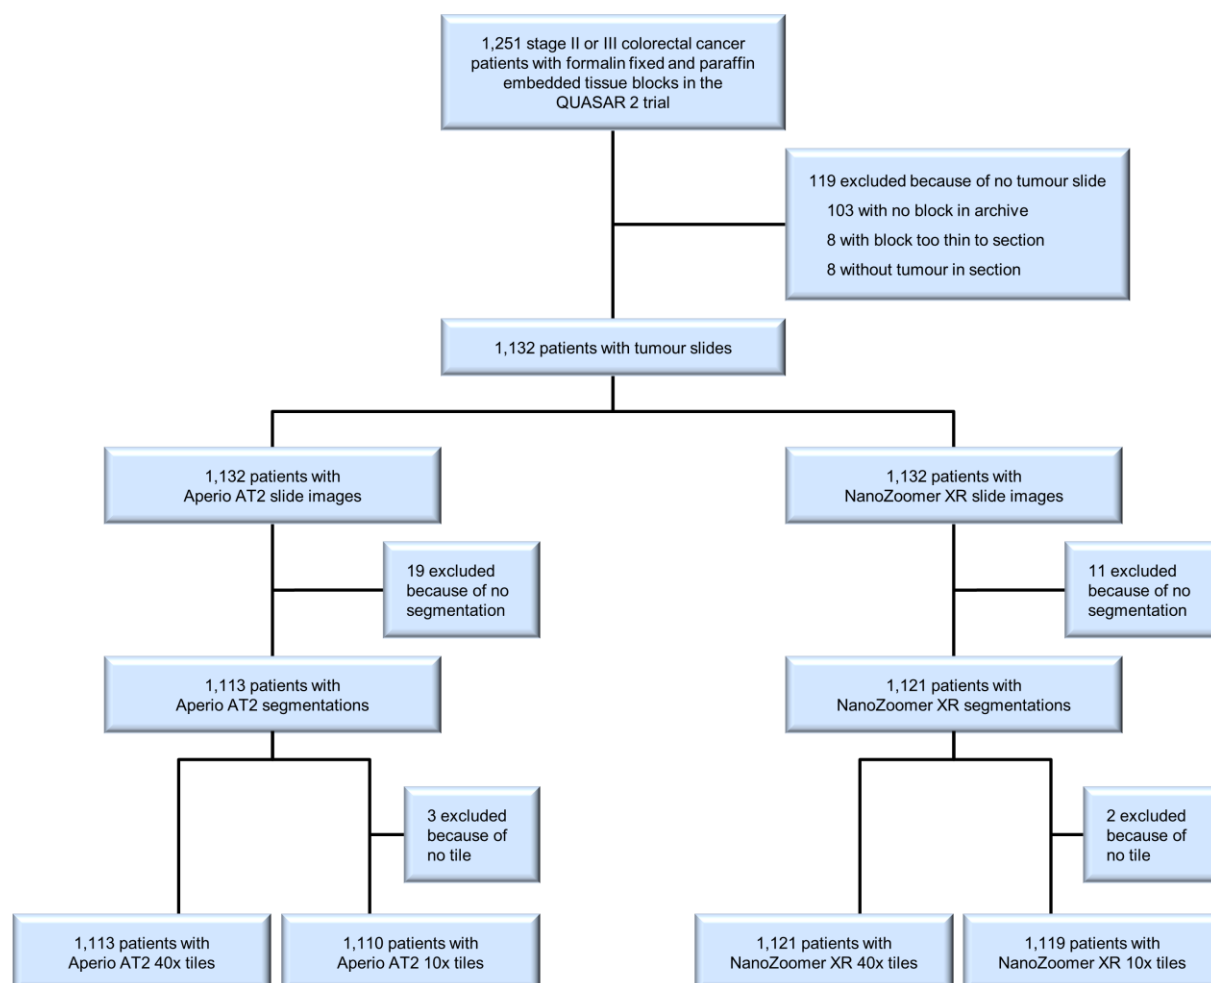 1,251 stage II or III colorectal cancer
patients with formalin fixed and paraffin
embedded tissue blocks in the
QUASAR 2 trial
119 excluded because of no tumour slide
103 with no block in archive
8 with block too thin to section
8 without tumour in section
1,132 patients with tumour slides
1,132 patients with
Aperio AT2 slide images
1,132 patients with
NanoZoomer XR slide images
19 excluded
because of no
segmentation
11 excluded
because of no
segmentation
1,113 patients with
Aperio AT2 segmentations
1,121 patients with
NanoZoomer XR segmentations
3 excluded
because of
no tile
2 excluded
because of
no tile
1,113 patients with
Aperio AT2 40x tiles
1,110 patients with
Aperio AT2 10x tiles
1,121 patients with
NanoZoomer XR 40x tiles
1,119 patients with
NanoZoomer XR 10x tiles